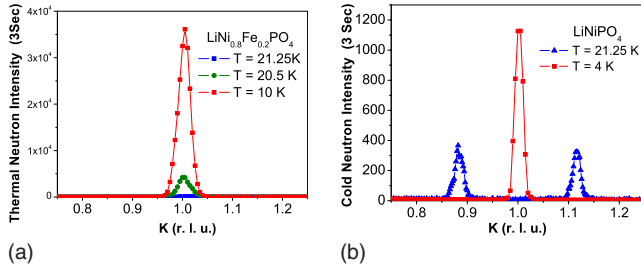 LiNi0.8Fe0.2PO4
T = 21.25K
T = 20.5 K
T = 10 K
Thermal Neutron Intensity (3Sec)
4x10⁴
3x10⁴
2x10⁴
1x10⁴
0
0.8 0.9 1.0 1.1 1.2
K (r. l. u.)
(a)
LiNiPO4
T = 21.25 K
T = 4 K
Cold Neutron Intensity (3 Sec)
1200
1000
800
600
400
200
0
0.8 0.9 1.0 1.1 1.2
K (r. l. u.)
(b)